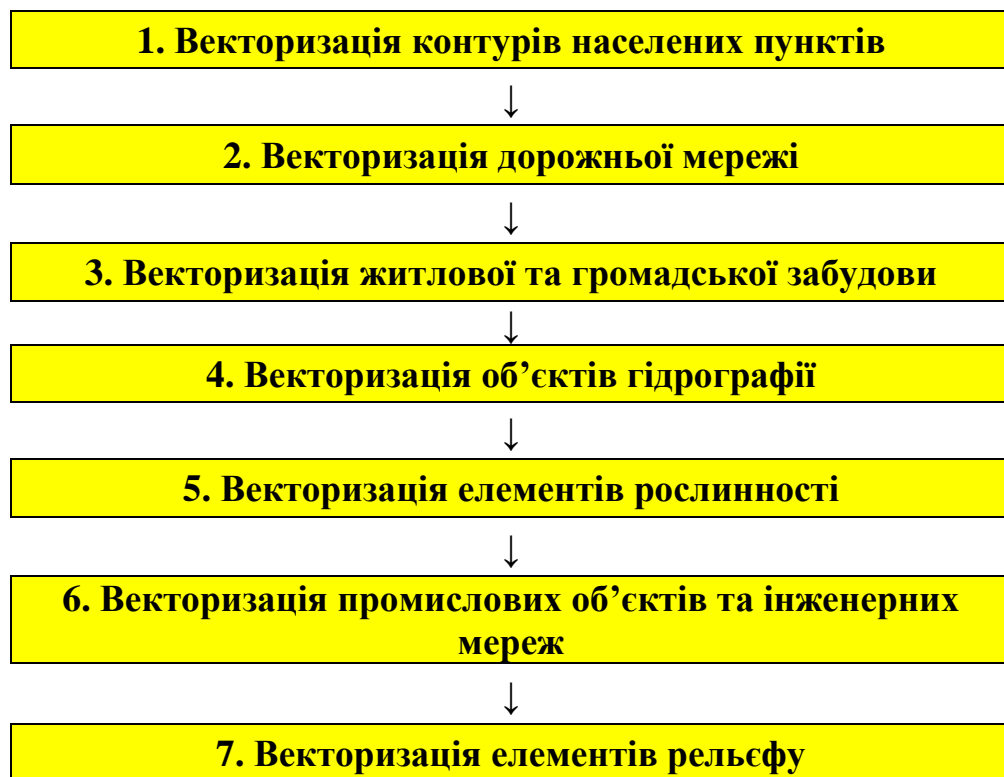 1. Векторизація контурів населених пунктів
↓
2. Векторизація дорожньої мережі
↓
3. Векторизація житлової та громадської забудови
↓
4. Векторизація об’єктів гідрографії
↓
5. Векторизація елементів рослинності
↓
6. Векторизація промислових об’єктів та інженерних
мереж
↓
7. Векторизація елементів рельєфу